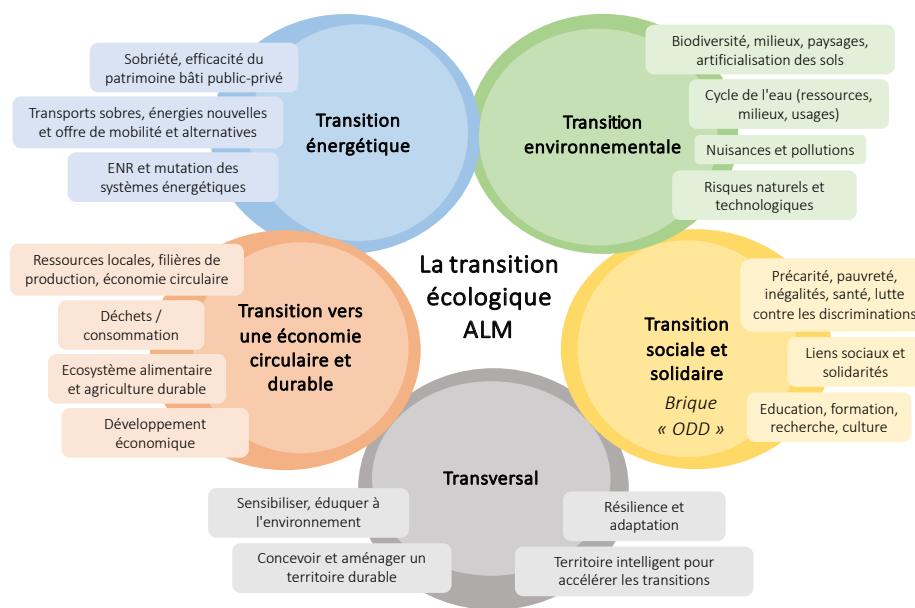 Sobriété, efficacité du
patrimoine bâti public-privé
Transports sobres, énergies nouvelles
et offre de mobilité et alternatives
ENR et mutation des
systèmes énergétiques
Transition
énergétique
Transition
environnementale
Biodiversité, milieux, paysages,
artificialisation des sols
Cycle de l'eau (ressources,
milieux, usages)
Nuisances et pollutions
Risques naturels et
technologiques
La transition
écologique
ALM
Ressources locales, filières de
production, économie circulaire
Déchets /
consommation
Ecosystème alimentaire
et agriculture durable
Développement
économique
Transition vers
une économie
circulaire et
durable
Transition
sociale et
solidaire
Brique
« ODD »
Précarité, pauvreté,
inégalités, santé, lutte
contre les discriminations
Liens sociaux et
solidarités
Education, formation,
recherche, culture
Transversal
Sensibiliser, éduquer à
l'environnement
Concevoir et aménager un
territoire durable
Résilience et
adaptation
Territoire intelligent pour
accélérer les transitions